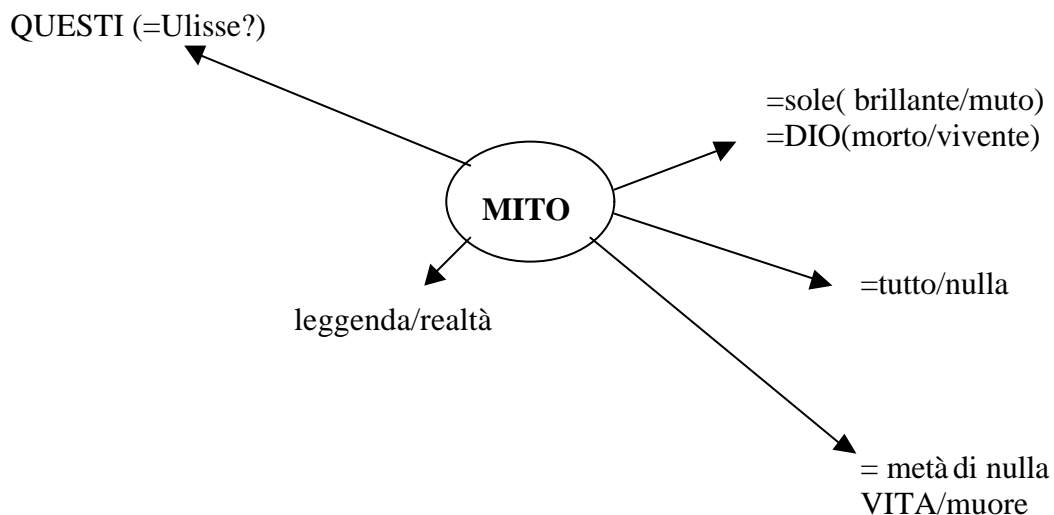 QUESTI (=Ulisse?)
=sole( brillante/muto)
=DIO(morto/vivente)
MITO
=tutto/nulla
leggenda/realtà
= metà di nulla
VITA/muore